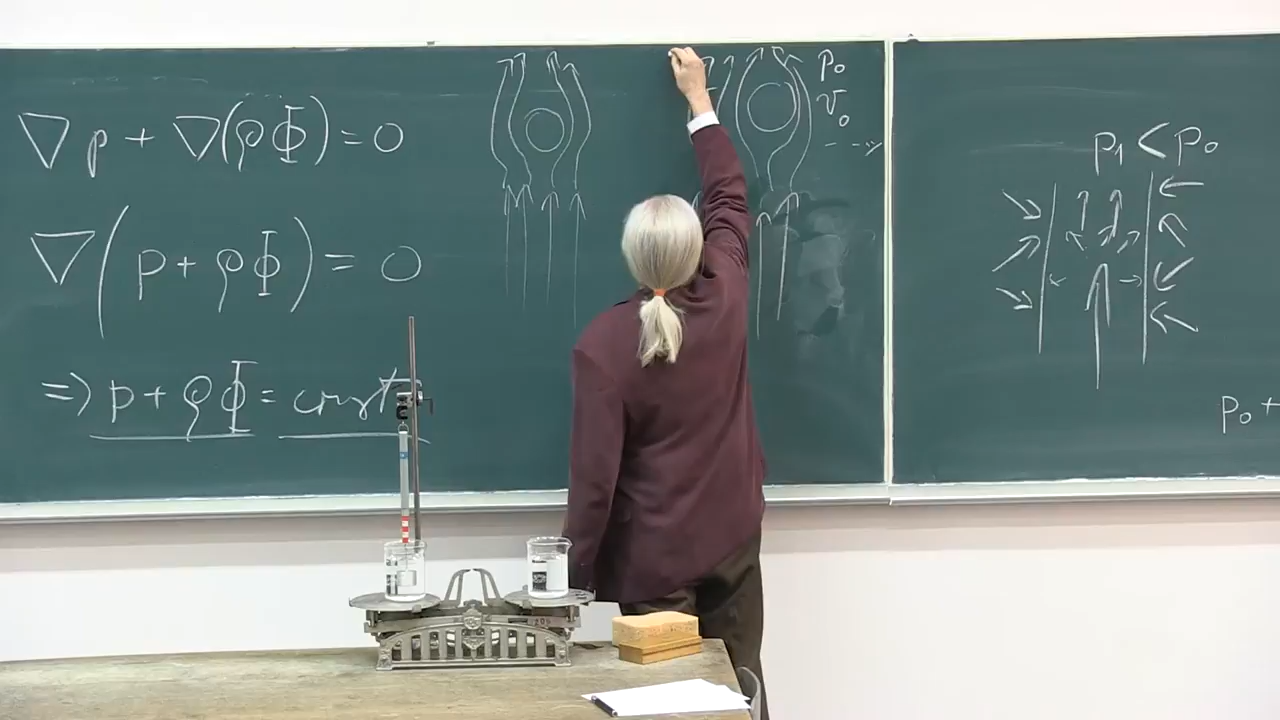 ∇p + ∇(ρΦ) = 0
∇(p + ρΦ) = 0
=> p + ρΦ = const
p₀
v₀
p₁ < p₀
p₀ +